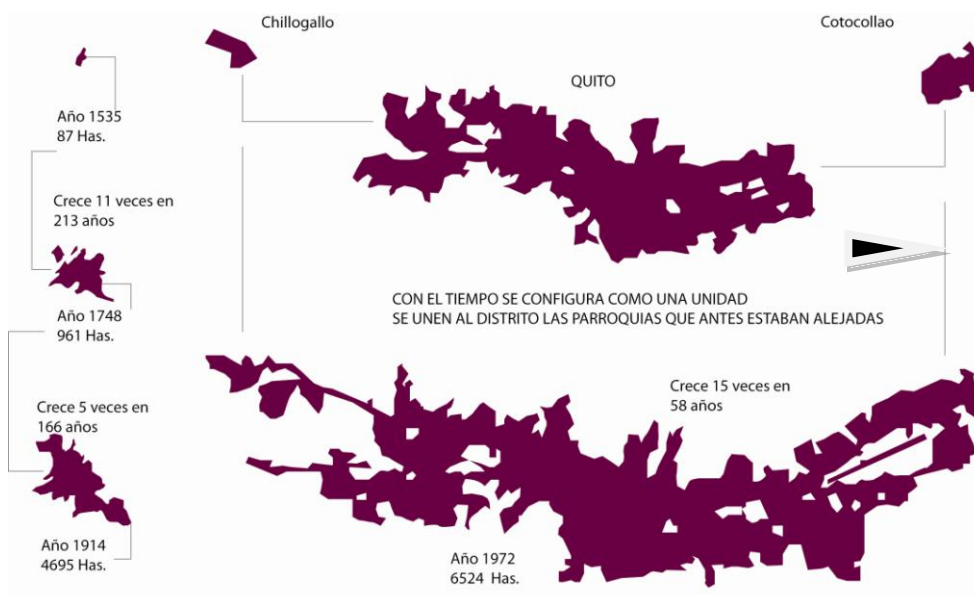 Chillogallo
Cotocollao
QUITO
Año 1535
87 Has.
Crece 11 veces en
213 años
Año 1748
961 Has.
CON EL TIEMPO SE CONFIGURA COMO UNA UNIDAD
SE UNEN AL DISTRITO LAS PARROQUIAS QUE ANTES ESTABAN ALEJADAS
Crece 5 veces en
166 años
Crece 15 veces en
58 años
Año 1914
4695 Has.
Año 1972
6524 Has.